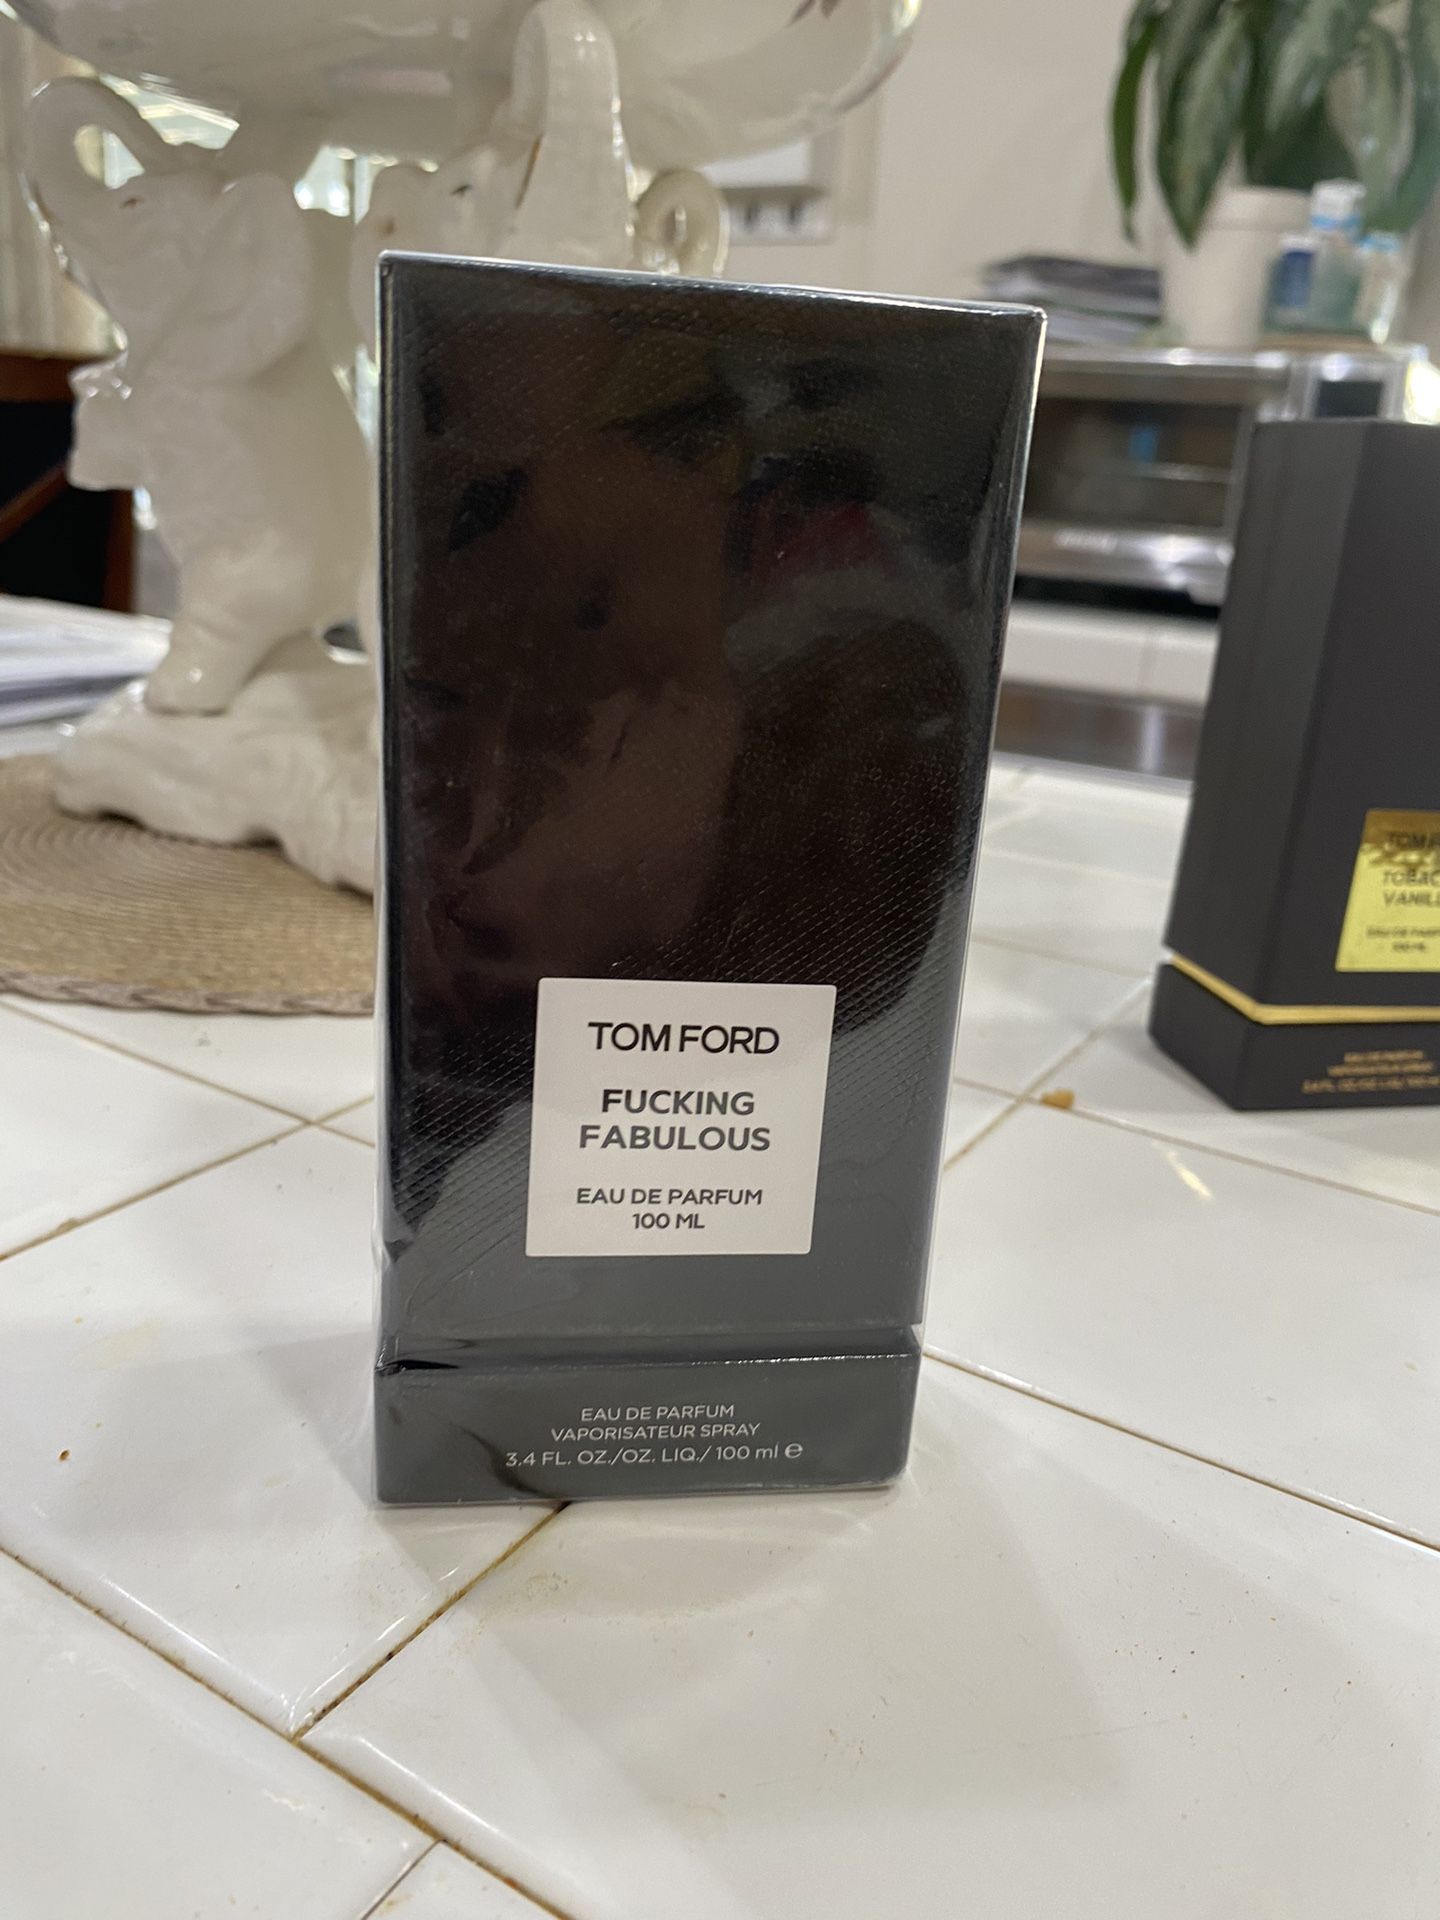 TOM FORD
FUCKING
FABULOUS
EAU DE PARFUM
100 ML
EAU DE PARFUM
VAPORISATEUR SPRAY
3.4 FL. OZ./OZ. LIQ./ 100 ml ℮